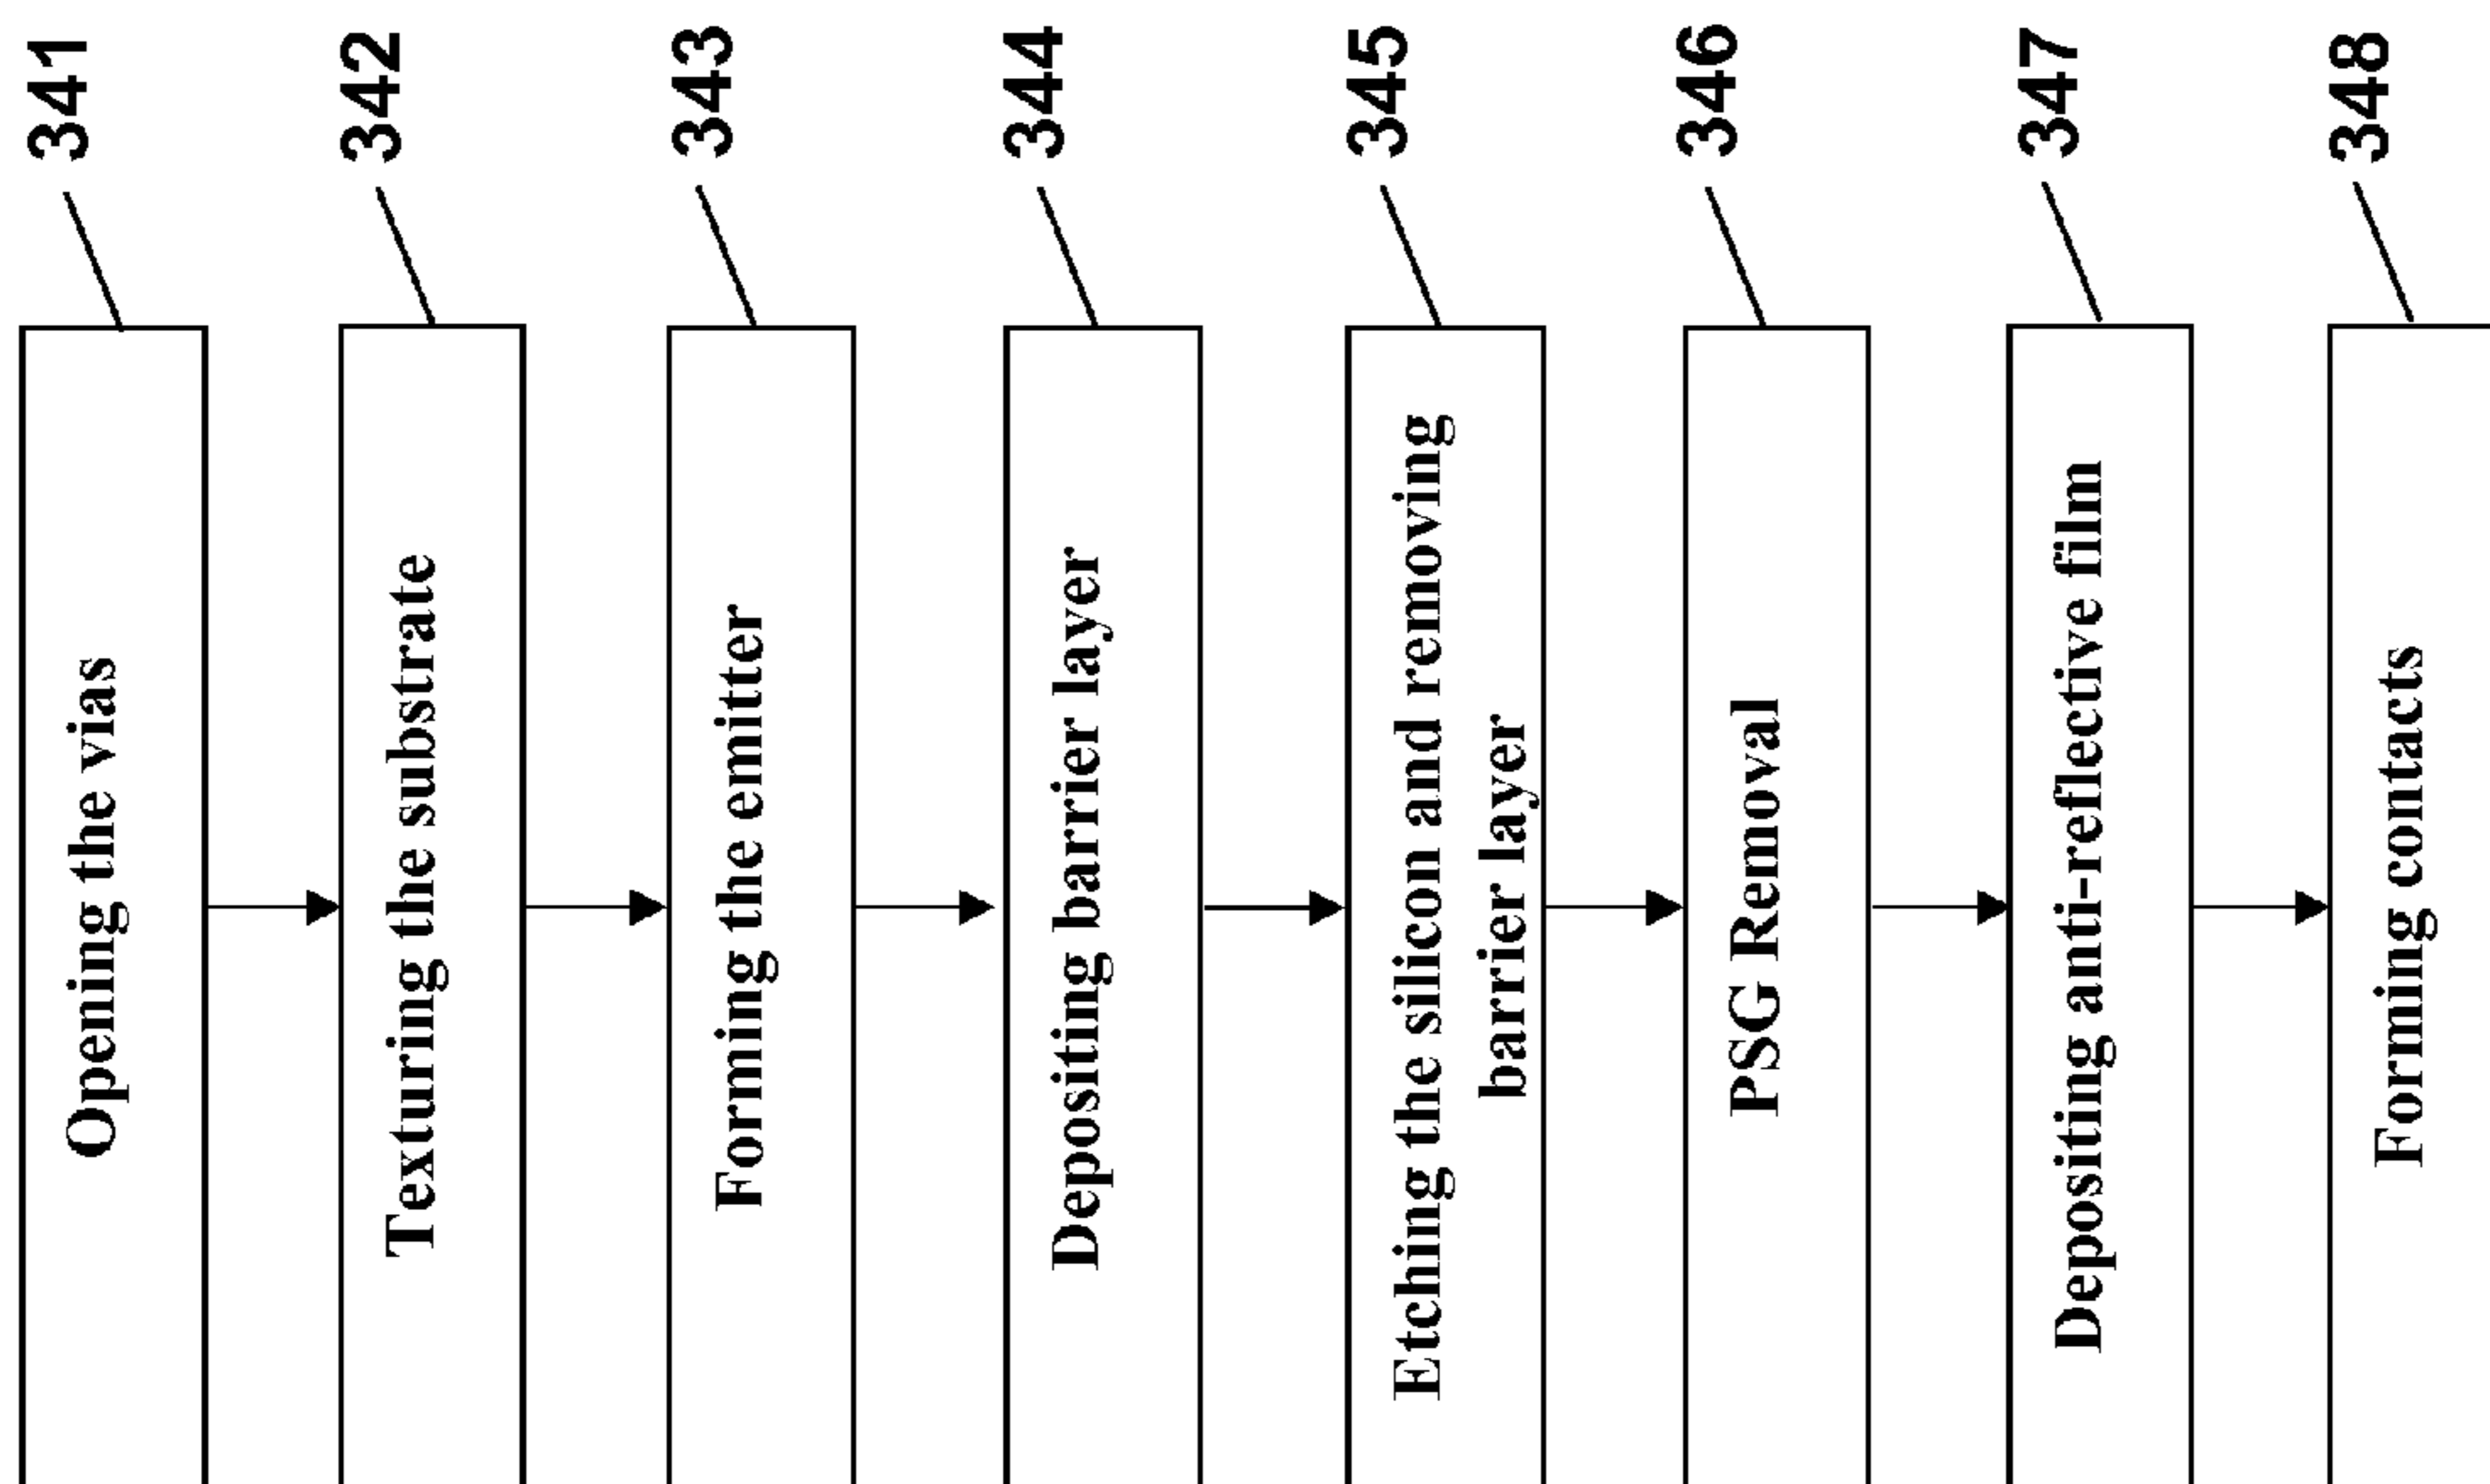 341
Opening the vias
342
Texturing the substrate
343
Forming the emitter
344
Depositing barrier layer
345
Etching the silicon and removing
barrier layer
346
PSG Removal
347
Depositing anti-reflective film
348
Forming contacts